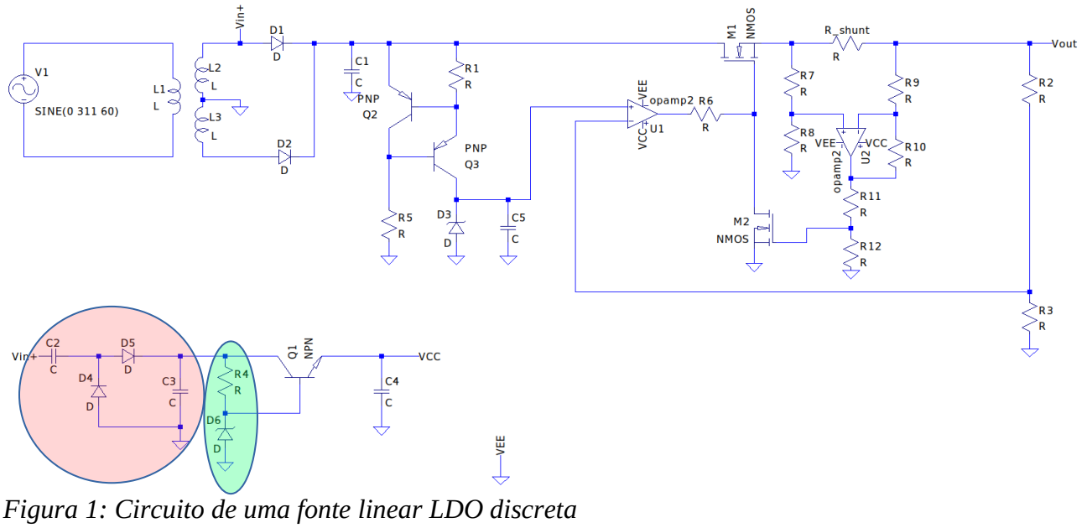 Vin+
D1
D
M1
NMOS
R_shunt
R
Vout
V1
SINE(0 311 60)
L1
L
L2
L
L3
L
C1
C
R1
R
PNP
Q2
PNP
Q3
VEE
opamp2
VCC
U1
R6
R
R7
R
R8
R
R9
R
R2
R
VEE
VCC
opamp2
U2
R10
R
D2
D
R5
R
D3
D
C5
C
M2
NMOS
R11
R
R12
R
R3
R
Vin+
C2
C
D5
D
D4
D
C3
C
R4
R
D6
D
Q1
NPN
VCC
C4
C
VEE
Figura 1: Circuito de uma fonte linear LDO discreta